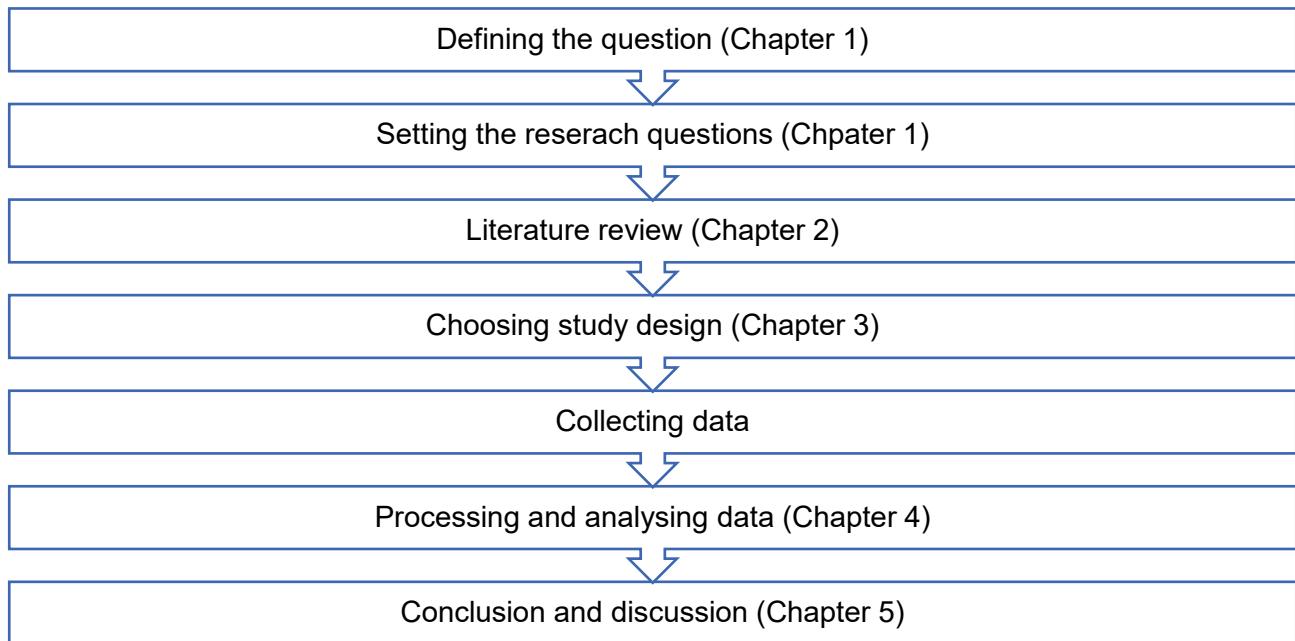 Defining the question (Chapter 1)
Setting the reserach questions (Chpater 1)
Literature review (Chapter 2)
Choosing study design (Chapter 3)
Collecting data
Processing and analysing data (Chapter 4)
Conclusion and discussion (Chapter 5)